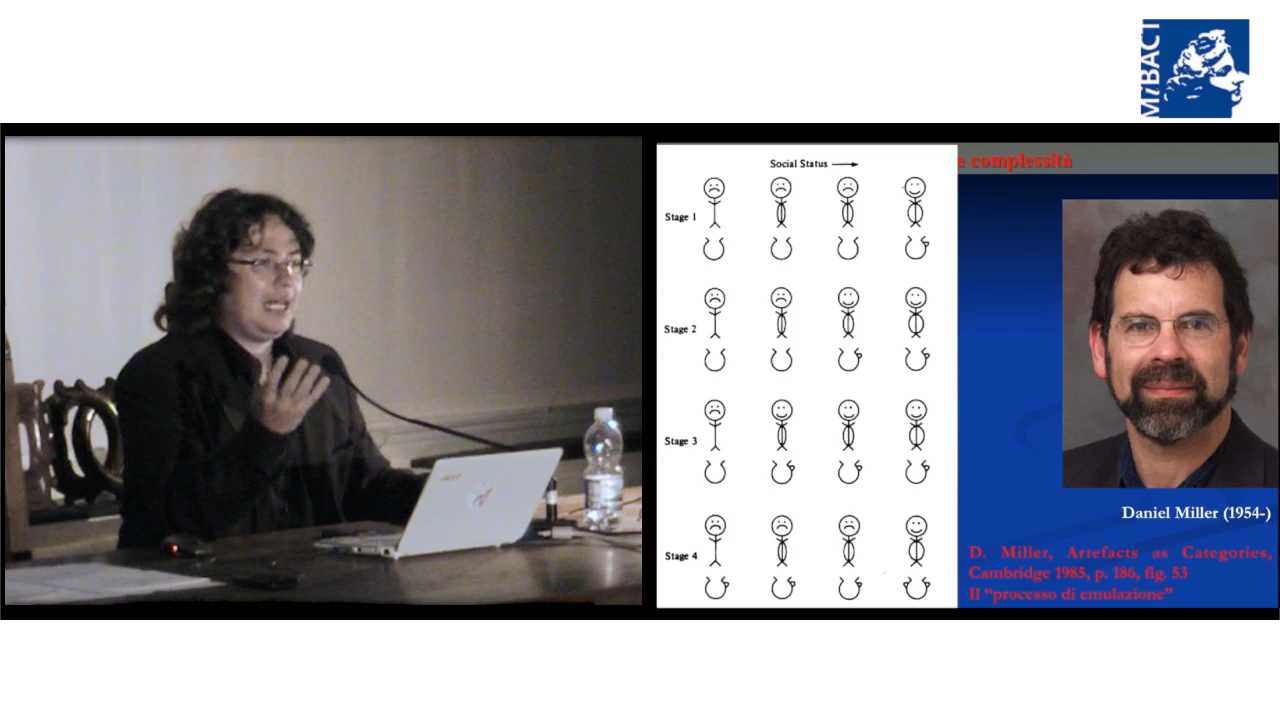 MiBACT
Social Status
e complessità
Stage 1
Stage 2
Stage 3
Stage 4
acer
Daniel Miller (1954-)
D. Miller, Artefacts as Categories,
Cambridge 1985, p. 186, fig. 53
Il “processo di emulazione”